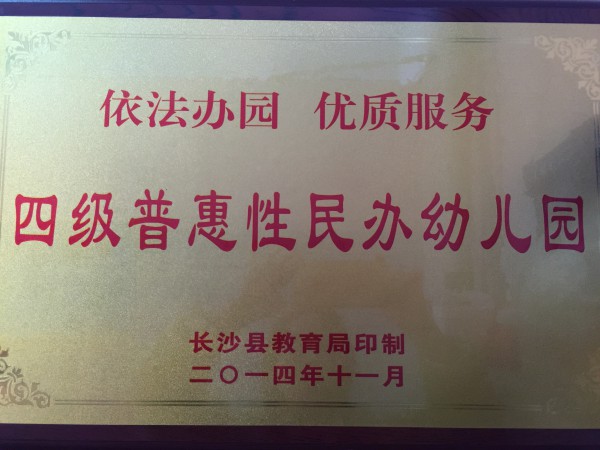 依法办园 优质服务
四级普惠性民办幼儿园
长沙县教育局印制
二〇一四年十一月